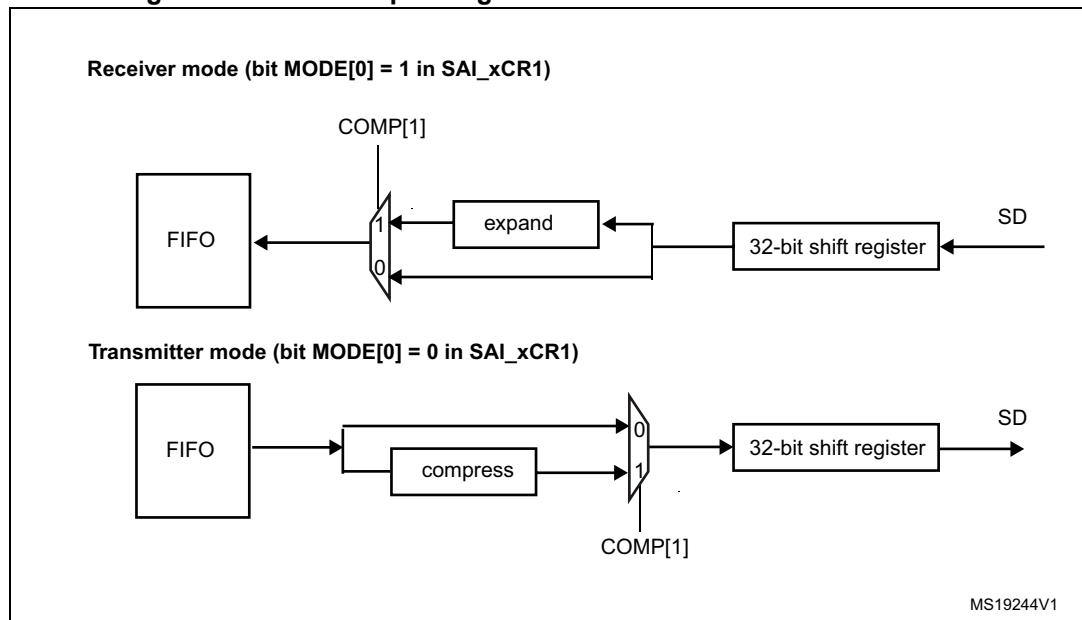 Receiver mode (bit MODE[0] = 1 in SAI_xCR1)
COMP[1]
FIFO
1
0
expand
32-bit shift register
SD
Transmitter mode (bit MODE[0] = 0 in SAI_xCR1)
FIFO
compress
0
1
COMP[1]
32-bit shift register
SD
MS19244V1